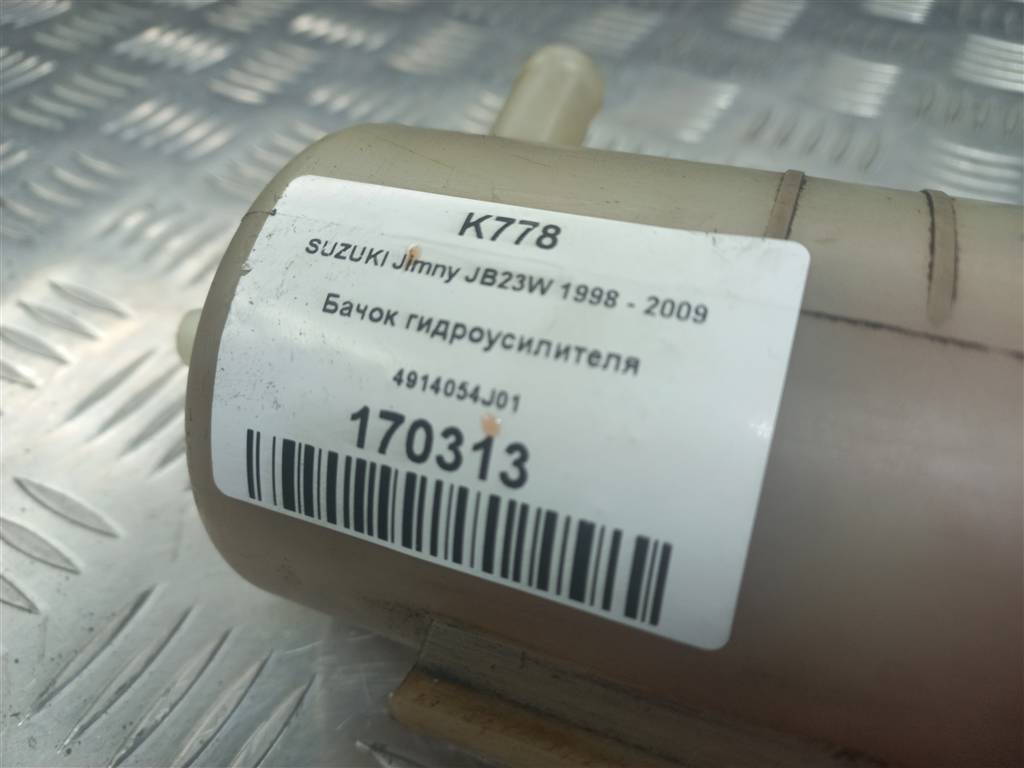 K778
SUZUKI Jimny JB23W 1998 - 2009
Бачок гидроусилителя
4914054J01
170313